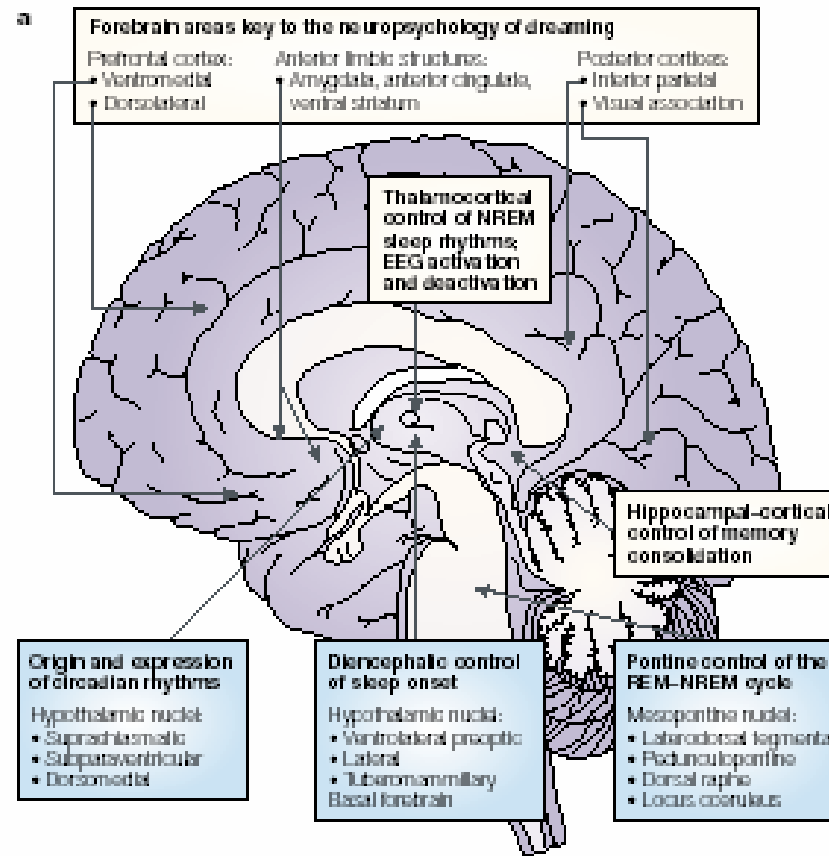 a
Forebrain areas key to the neuropsychology of dreaming
Prefrontal cortex:
• Ventromedial
• Dorsolateral
Anterior limbic structures:
• Amygdala, anterior cingulate,
ventral striatum
Posterior cortices:
• Inferior parietal
• Visual association
Thalamocortical
control of NREM
sleep rhythms;
EEG activation
and deactivation
Hippocampal–cortical
control of memory
consolidation
Origin and expression
of circadian rhythms
Hypothalamic nuclei:
• Suprachiasmatic
• Subparaventricular
• Dorsomedial
Diencephalic control
of sleep onset
Hypothalamic nuclei:
• Ventrolateral preoptic
• Lateral
• Tuberomammillary
Basal forebrain
Pontine control of the
REM–NREM cycle
Mesopontine nuclei:
• Laterodorsal tegmenta
• Pedunculopontine
• Dorsal raphe
• Locus coeruleus